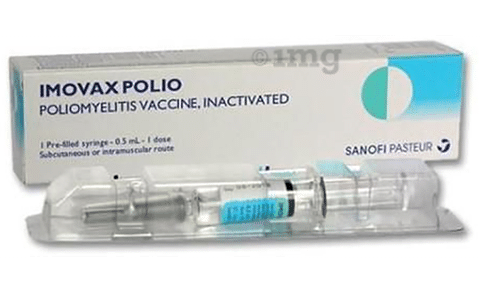 ©1mg
IMOVAX POLIO
POLIOMYELITIS VACCINE, INACTIVATED
1 Pre-filled syringe - 0.5 mL - 1 dose
Subcutaneous or intramuscular route
SANOFI PASTEUR